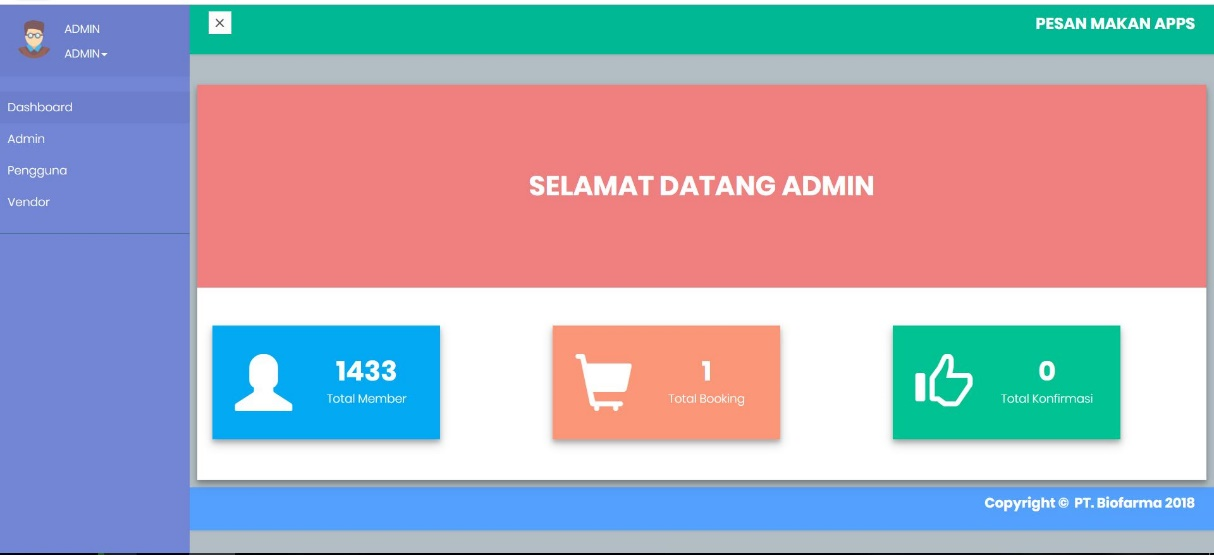 ADMIN
ADMIN
PESAN MAKAN APPS
Dashboard
Admin
Pengguna
Vendor
SELAMAT DATANG ADMIN
1433
Total Member
1
Total Booking
0
Total Konfirmasi
Copyright © PT. Biofarma 2018